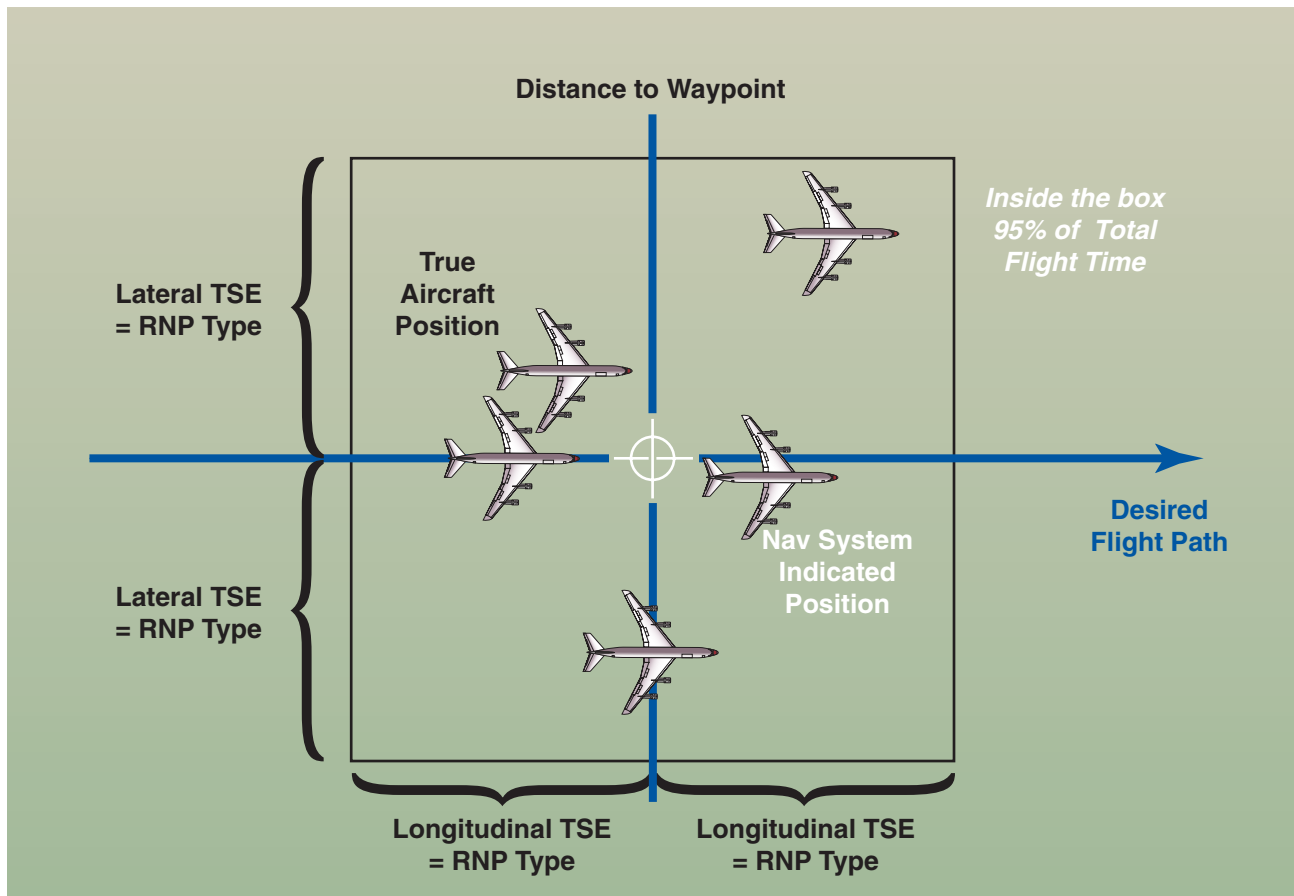 Distance to Waypoint
Inside the box
95% of Total
Flight Time
True
Aircraft
Position
Lateral TSE
= RNP Type
Desired
Flight Path
Nav System
Indicated
Position
Lateral TSE
= RNP Type
Longitudinal TSE
= RNP Type
Longitudinal TSE
= RNP Type